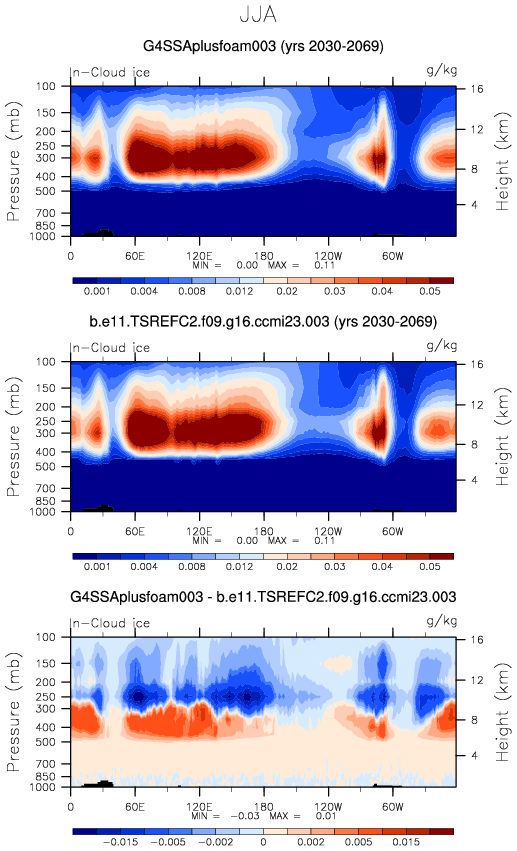 JJA
G4SSAplusfoam003 (yrs 2030-2069)
In-Cloud ice g/kg
Pressure (mb)
100
150
200
250
300
400
500
700
850
1000
16
12
8
4
Height (km)
0 60E 120E 180 120W 60W
MIN = 0.00 MAX = 0.11
0.001 0.004 0.008 0.012 0.02 0.03 0.04 0.05
b.e11.TSREFC2.f09.g16.ccmi23.003 (yrs 2030-2069)
In-Cloud ice g/kg
Pressure (mb)
100
150
200
250
300
400
500
700
850
1000
16
12
8
4
Height (km)
0 60E 120E 180 120W 60W
MIN = 0.00 MAX = 0.11
0.001 0.004 0.008 0.012 0.02 0.03 0.04 0.05
G4SSAplusfoam003 - b.e11.TSREFC2.f09.g16.ccmi23.003
In-Cloud ice g/kg
Pressure (mb)
100
150
200
250
300
400
500
700
850
1000
16
12
8
4
Height (km)
0 60E 120E 180 120W 60W
MIN = -0.03 MAX = 0.01
-0.015 -0.005 -0.002 0 0.002 0.005 0.015